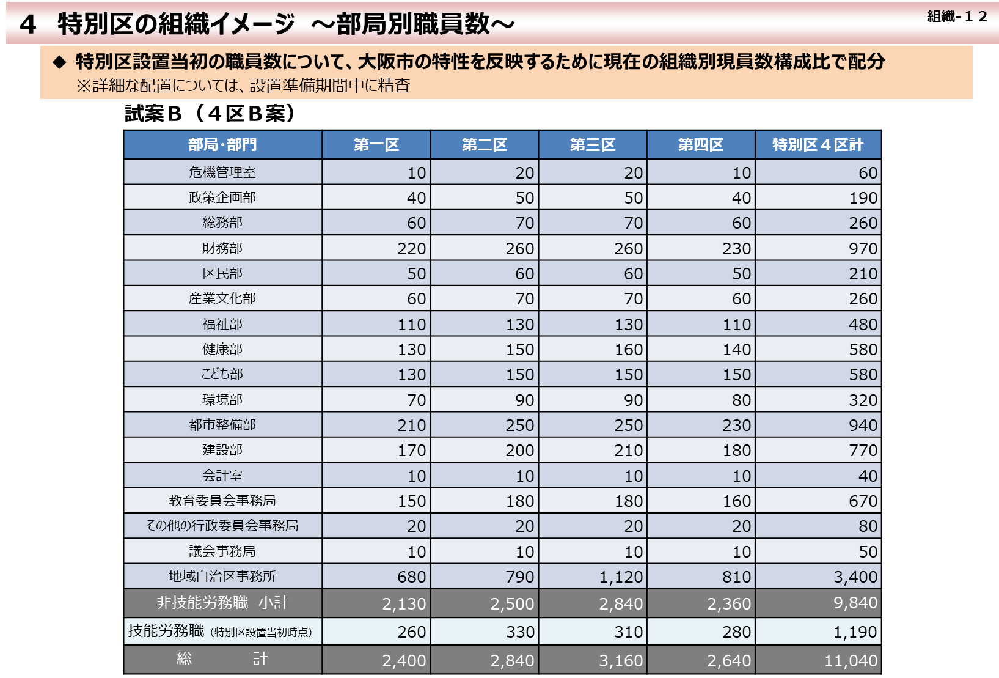 ４　特別区の組織イメージ　～部局別職員数～
組織-１２
◆ 特別区設置当初の職員数について、大阪市の特性を反映するために現在の組織別現員数構成比で配分
※詳細な配置については、設置準備期間中に精査
試案Ｂ（４区Ｂ案）
部局・部門 第一区 第二区 第三区 第四区 特別区４区計
危機管理室 10 20 20 10 60
政策企画部 40 50 50 40 190
総務部 60 70 70 60 260
財務部 220 260 260 230 970
区民部 50 60 60 50 210
産業文化部 60 70 70 60 260
福祉部 110 130 130 110 480
健康部 130 150 160 140 580
こども部 130 150 150 150 580
環境部 70 90 90 80 320
都市整備部 210 250 250 230 940
建設部 170 200 210 180 770
会計室 10 10 10 10 40
教育委員会事務局 150 180 180 160 670
その他の行政委員会事務局 20 20 20 20 80
議会事務局 10 10 10 10 50
地域自治区事務所 680 790 1,120 810 3,400
非技能労務職　小計 2,130 2,500 2,840 2,360 9,840
技能労務職（特別区設置当初時点） 260 330 310 280 1,190
総　　　　計 2,400 2,840 3,160 2,640 11,040